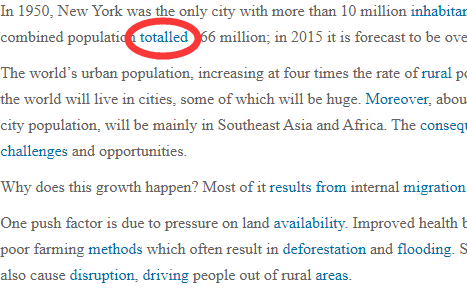 In 1950, New York was the only city with more than 10 million inhabitan
combined population totalled 66 million; in 2015 it is forecast to be ove
The world's urban population, increasing at four times the rate of rural p
the world will live in cities, some of which will be huge. Moreover, abou
city population, will be mainly in Southeast Asia and Africa. The consequ
challenges and opportunities.
Why does this growth happen? Most of it results from internal migration
One push factor is due to pressure on land availability. Improved health b
poor farming methods which often result in deforestation and flooding. S
also cause disruption, driving people out of rural areas.